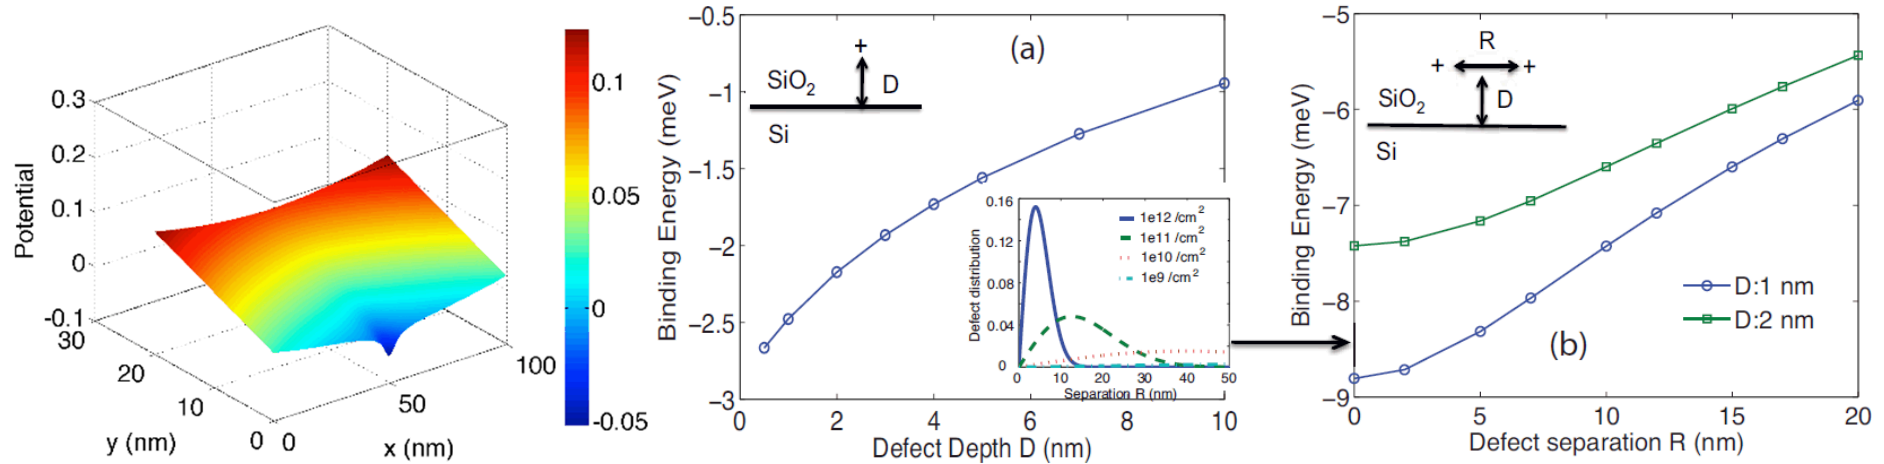 Potential
0.3
0.2
0.1
0
-0.1
30
20
10
0
y (nm)
0
50
100
x (nm)
0.1
0.05
0
-0.05
(a)
+
SiO2
D
Si
Binding Energy (meV)
−0.5
−1
−1.5
−2
−2.5
−3
0
2
4
6
8
10
Defect Depth D (nm)
Defect distribution
0.16
0.12
0.08
0.04
0
1e12 /cm2
1e11 /cm2
1e10 /cm2
1e9 /cm2
0
10
20
30
40
50
Separation R (nm)
R
+ +
SiO2
D
Si
Binding Energy (meV)
−5
−6
−7
−8
−9
D:1 nm
D:2 nm
(b)
0
5
10
15
20
Defect separation R (nm)